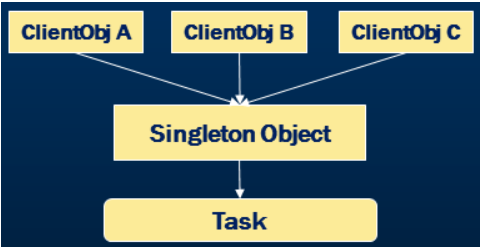 ClientObj A
ClientObj B
ClientObj C
Singleton Object
Task